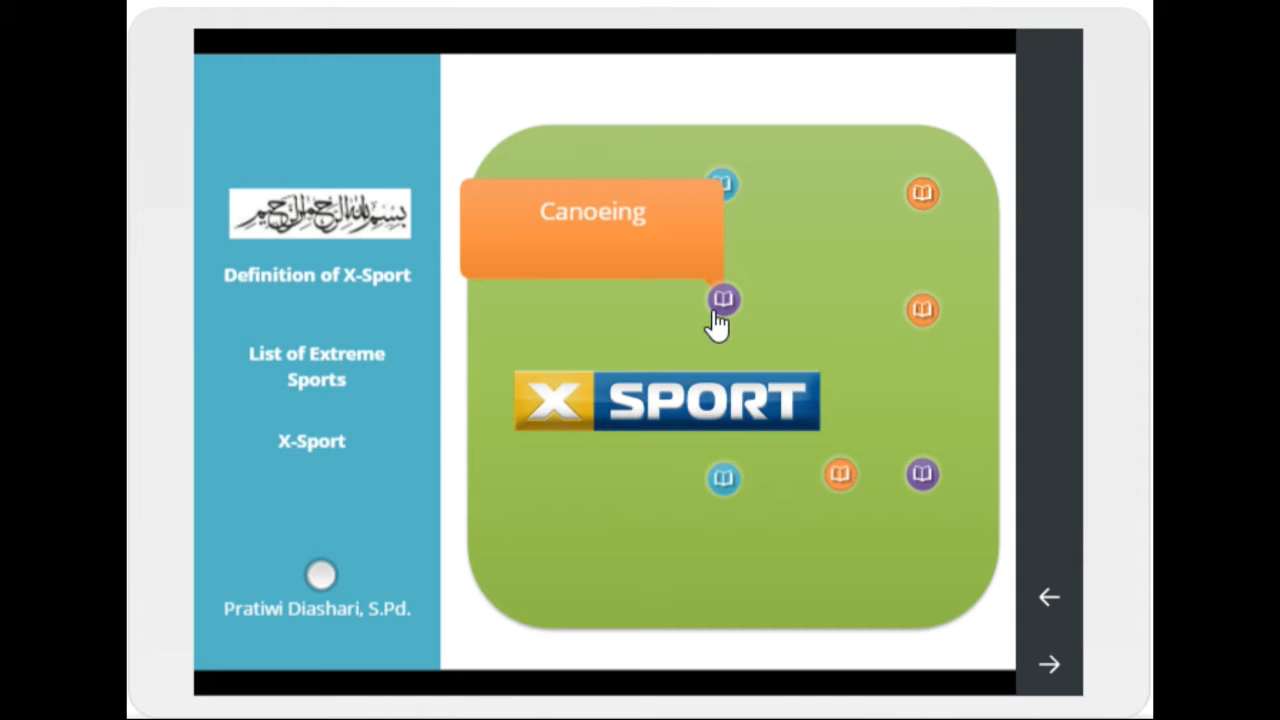 بسم الله الرحمن الرحيم
Definition of X-Sport
List of Extreme
Sports
X-Sport
Pratiwi Diashari, S.Pd.
Canoeing
X SPORT